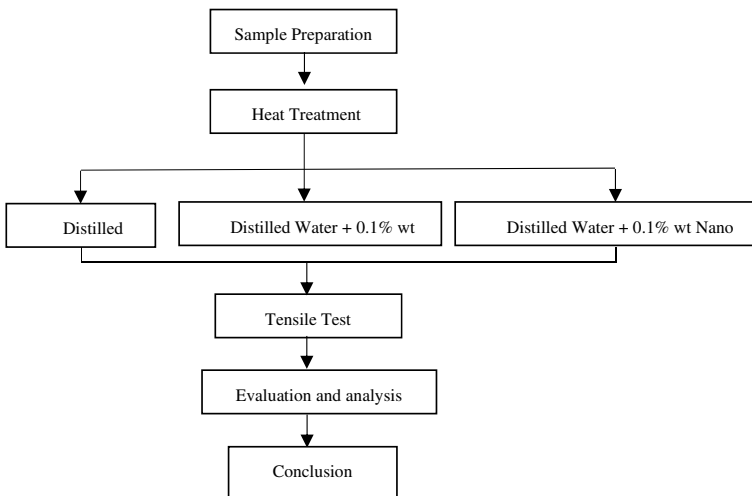 Sample Preparation
Heat Treatment
Distilled
Distilled Water + 0.1% wt
Distilled Water + 0.1% wt Nano
Tensile Test
Evaluation and analysis
Conclusion